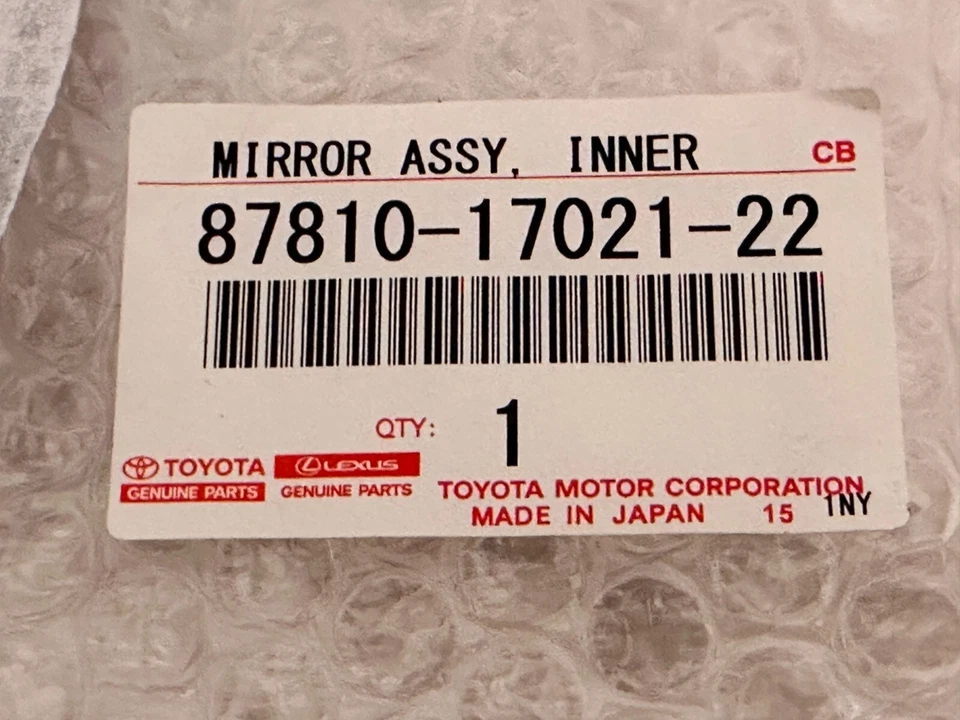 MIRROR ASSY, INNER CB
87810-17021-22
QTY: 1
TOYOTA LEXUS
GENUINE PARTS GENUINE PARTS TOYOTA MOTOR CORPORATION
MADE IN JAPAN 15 1NY